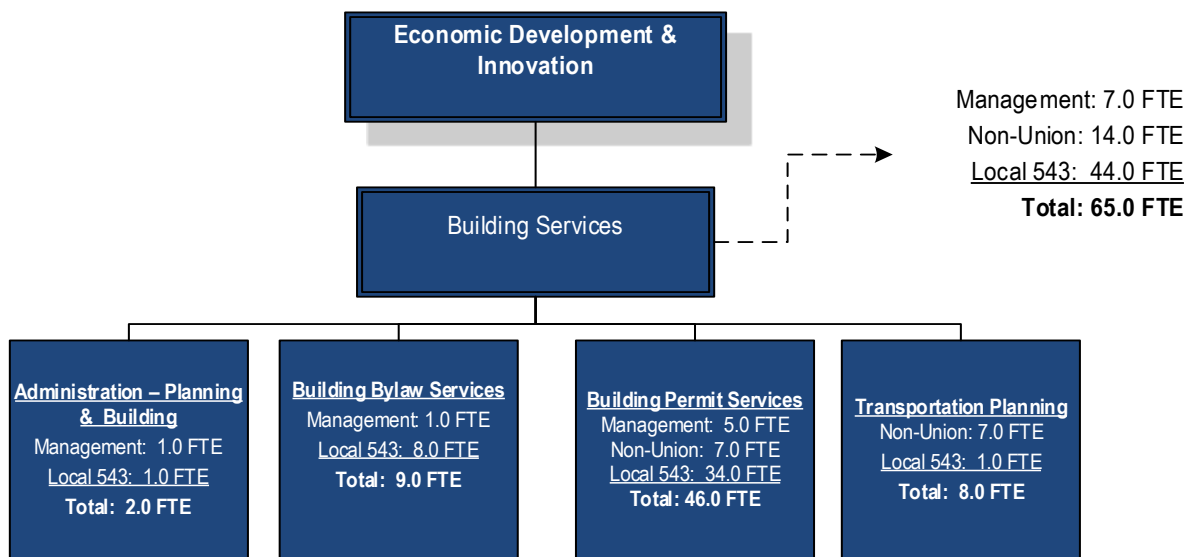 Economic Development &
Innovation
Management: 7.0 FTE
Non-Union: 14.0 FTE
Local 543: 44.0 FTE
Total: 65.0 FTE
Building Services
Administration – Planning
& Building
Management: 1.0 FTE
Local 543: 1.0 FTE
Total: 2.0 FTE
Building Bylaw Services
Management: 1.0 FTE
Local 543: 8.0 FTE
Total: 9.0 FTE
Building Permit Services
Management: 5.0 FTE
Non-Union: 7.0 FTE
Local 543: 34.0 FTE
Total: 46.0 FTE
Transportation Planning
Non-Union: 7.0 FTE
Local 543: 1.0 FTE
Total: 8.0 FTE